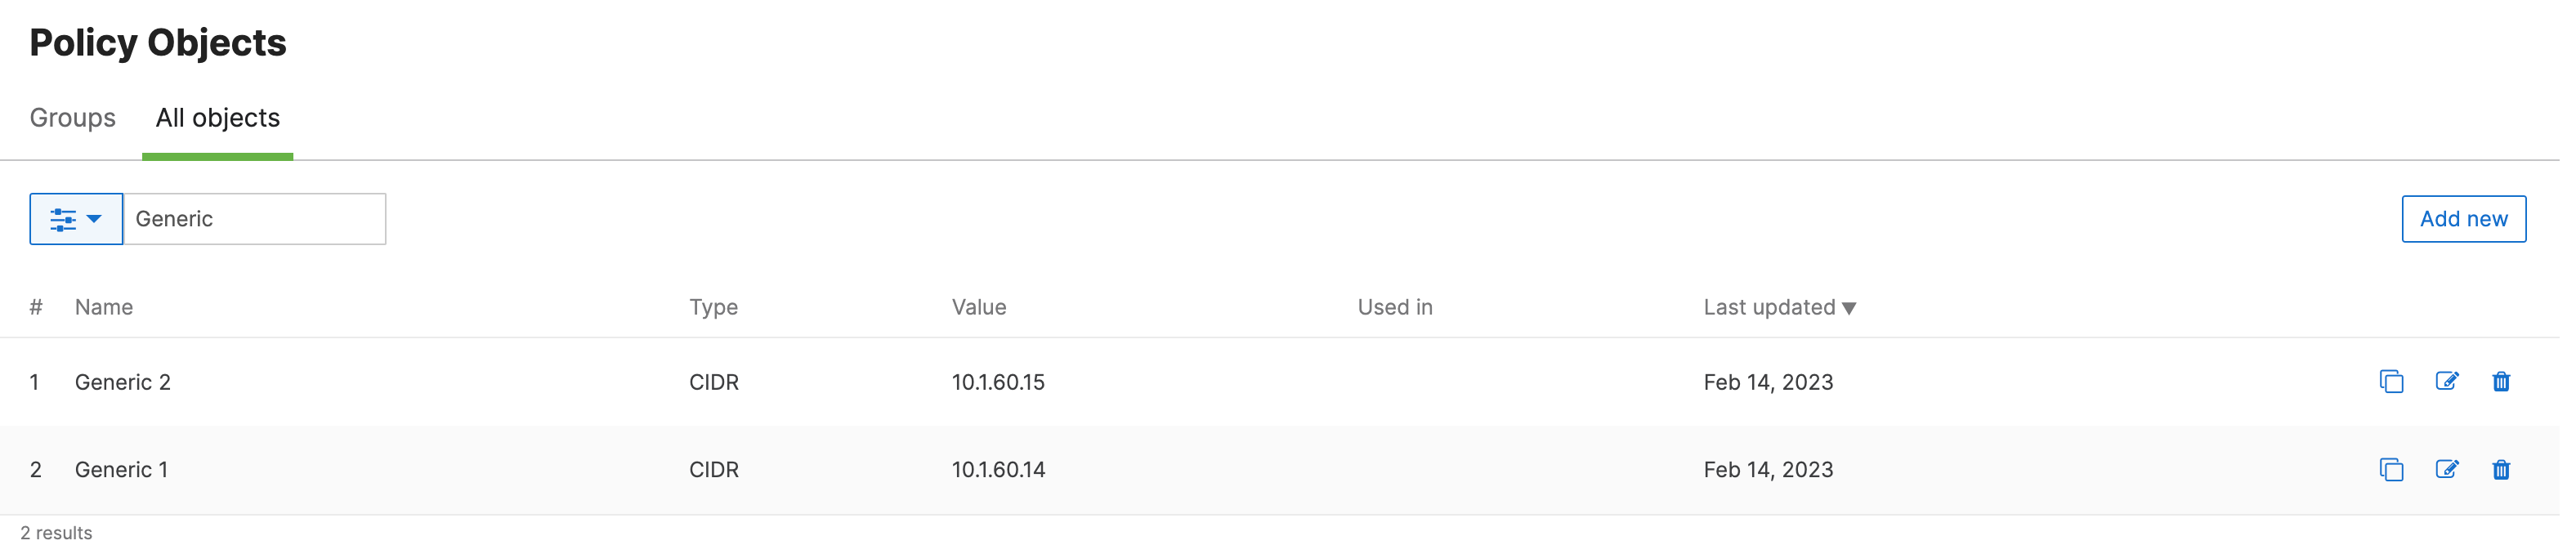 Policy Objects
Groups All objects
Generic Add new
# Name Type Value Used in Last updated ▼
1 Generic 2 CIDR 10.1.60.15 Feb 14, 2023
2 Generic 1 CIDR 10.1.60.14 Feb 14, 2023
2 results